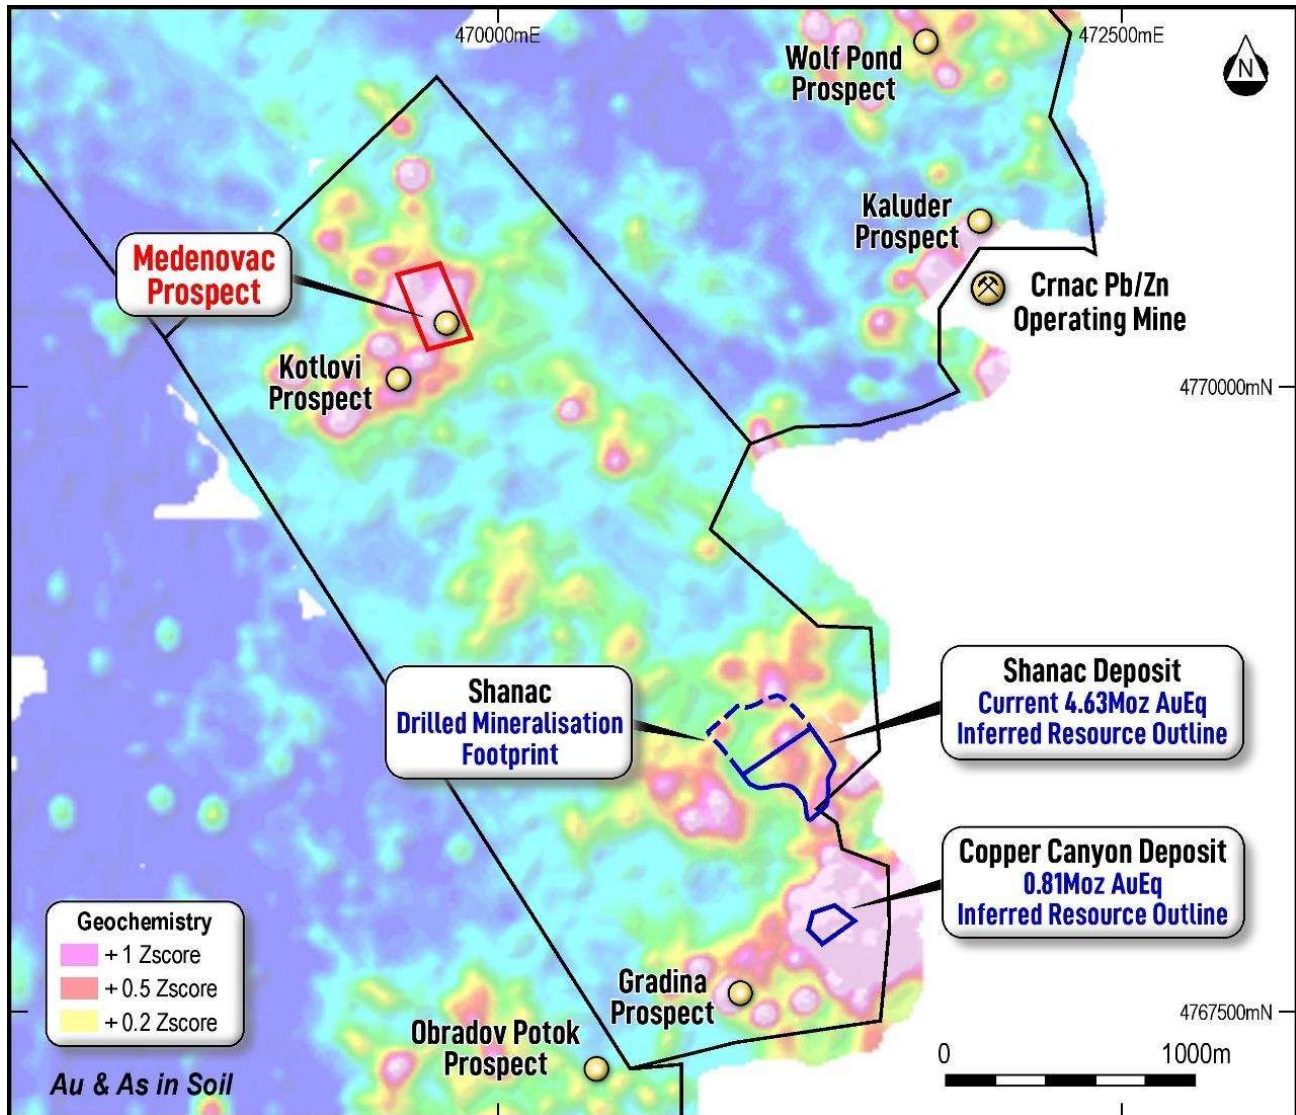 470000mE
472500mE
Wolf Pond
Prospect
N
Kaluder
Prospect
Medenovac
Prospect
Crnac Pb/Zn
Operating Mine
Kotlovi
Prospect
4770000mN
Shanac
Drilled Mineralisation
Footprint
Shanac Deposit
Current 4.63Moz AuEq
Inferred Resource Outline
Copper Canyon Deposit
0.81Moz AuEq
Inferred Resource Outline
Geochemistry
+ 1 Zscore
+ 0.5 Zscore
+ 0.2 Zscore
Gradina
Prospect
4767500mN
Obradov Potok
Prospect
0
1000m
Au & As in Soil